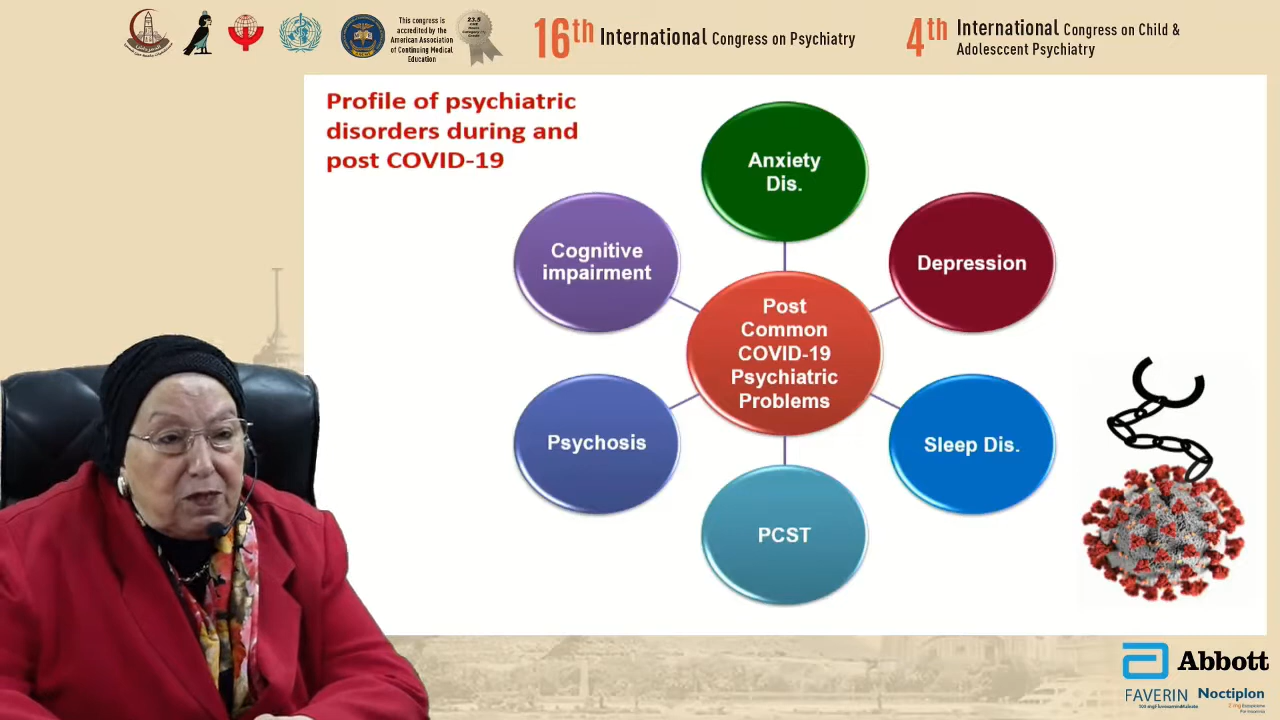 This congress is
accredited by the
American Association
of Continuing Medical
Education
16th International Congress on Psychiatry
4th International Congress on Child &
Adolesccent Psychiatry
Profile of psychiatric
disorders during and
post COVID-19
Anxiety
Dis.
Cognitive
impairment
Depression
Post
Common
COVID-19
Psychiatric
Problems
Psychosis
Sleep Dis.
PCST
Abbott
FAVERIN
Noctiplon